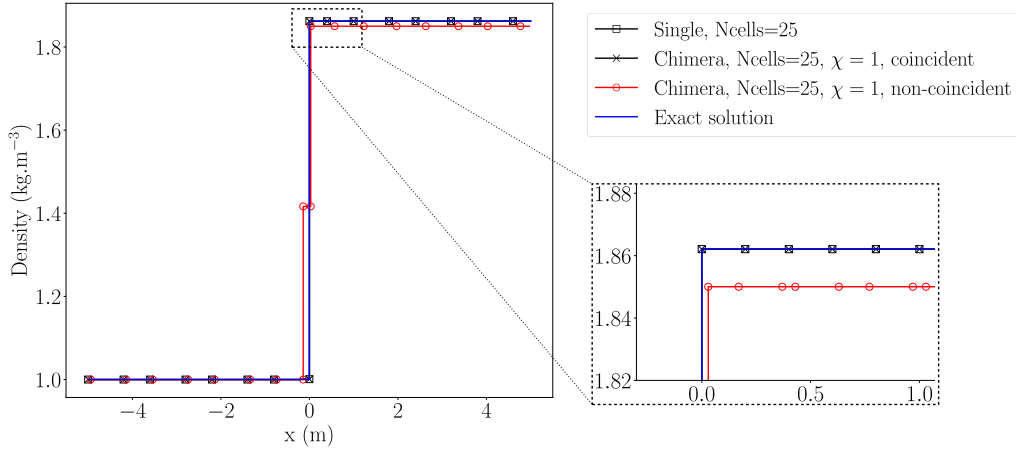 Single, Ncells=25
Chimera, Ncells=25, χ = 1, coincident
Chimera, Ncells=25, χ = 1, non-coincident
Exact solution
Density (kg.m⁻³)
1.8
1.6
1.4
1.2
1.0
−4
−2
0
2
4
x (m)
1.88
1.86
1.84
1.82
0.0
0.5
1.0